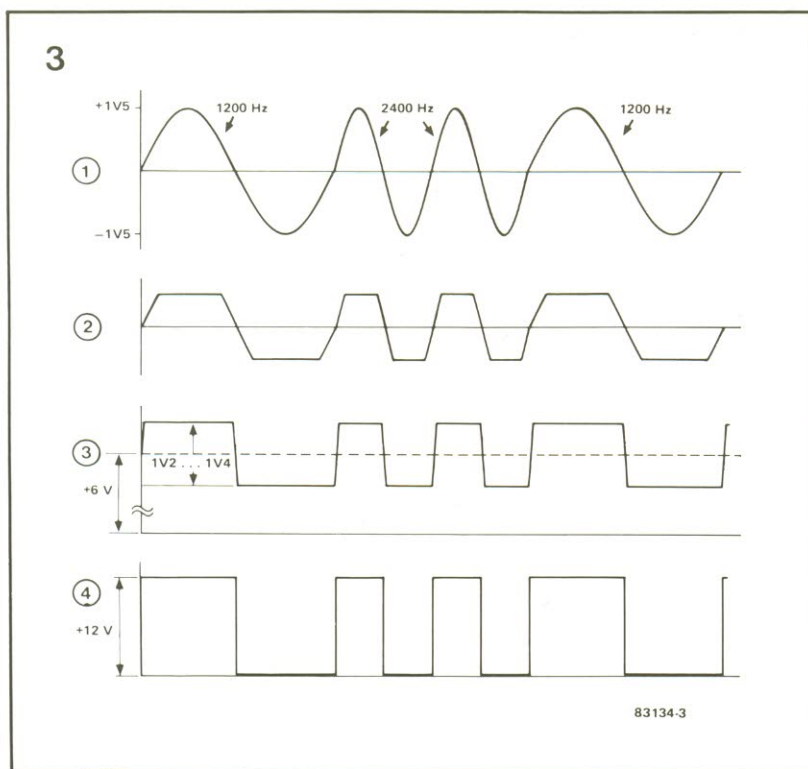 3
+1V5
1200 Hz
2400 Hz
1200 Hz
①
−1V5
②
③
1V2 . . . 1V4
+6 V
④
+12 V
83134-3